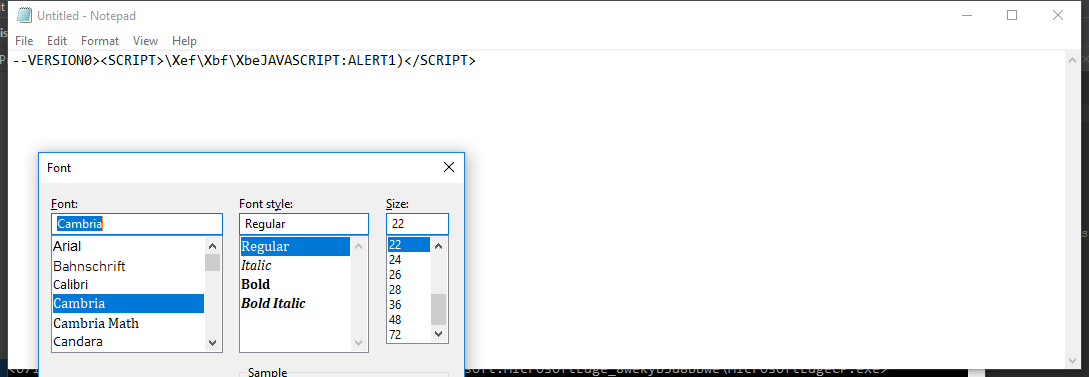 Untitled - Notepad
File Edit Format View Help
--VERSION0><SCRIPT>\Xef\Xbf\XbeJAVASCRIPT:ALERT1)</SCRIPT>
Font
Font: Font style: Size:
Cambria Regular 22
Arial Regular 22
Bahnschrift Italic 24
Calibri Bold 26
Cambria Bold Italic 28
Cambria Math 36
Candara 48
72
Sample